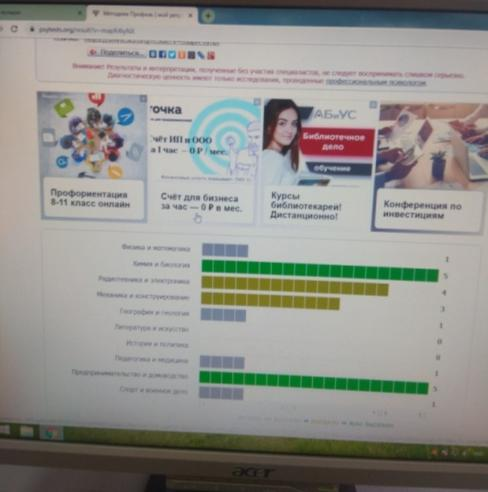 Методика Профиль
psytests.org/result?v=
Поделиться...
Внимание! Результаты и интерпретации, полученные без участия специалистов, не следует воспринимать слишком серьезно.
Диагностическую ценность имеют только исследования, проведенные профессиональным психологом.
Профориентация
8-11 класс онлайн
точка
счёт ИП и ООО
за 1 час — 0 ₽ / мес.
Счёт для бизнеса
за час — 0 ₽ в мес.
АБиУС
Библиотечное
дело
обучение
Курсы
библиотекарей!
Дистанционно!
Конференция по
инвестициям
Физика и математика 1
Химия и биология 5
Радиотехника и электроника 4
Механика и конструирование 3
География и геология 1
Литература и искусство 0
История и политика 0
Педагогика и медицина 1
Предпринимательство и домоводство 5
Спорт и военное дело 1
acer